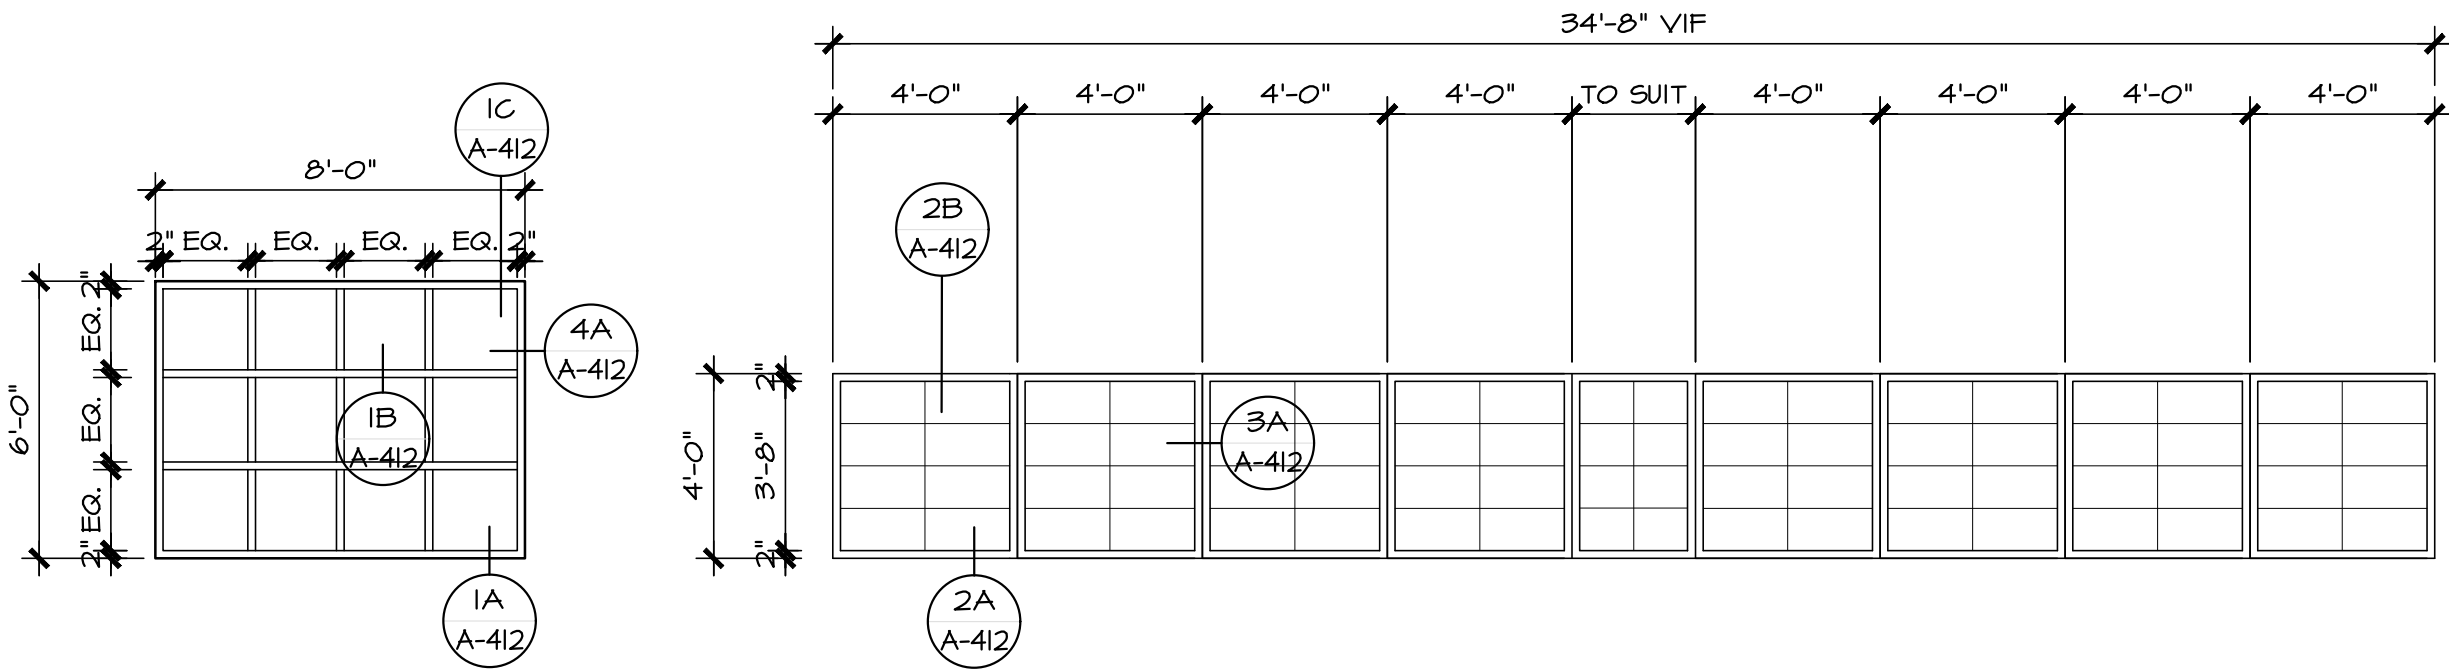 34'-8" VIF
4'-0" 4'-0" 4'-0" 4'-0" TO SUIT 4'-0" 4'-0" 4'-0" 4'-0"
1C
A-412
8'-0"
2" EQ. EQ. EQ. EQ. 2"
2B
A-412
6'-0"
2" EQ. EQ. EQ. 2"
4A
A-412
1B
A-412
1A
A-412
4'-0"
2" 3'-8" 2"
3A
A-412
2A
A-412